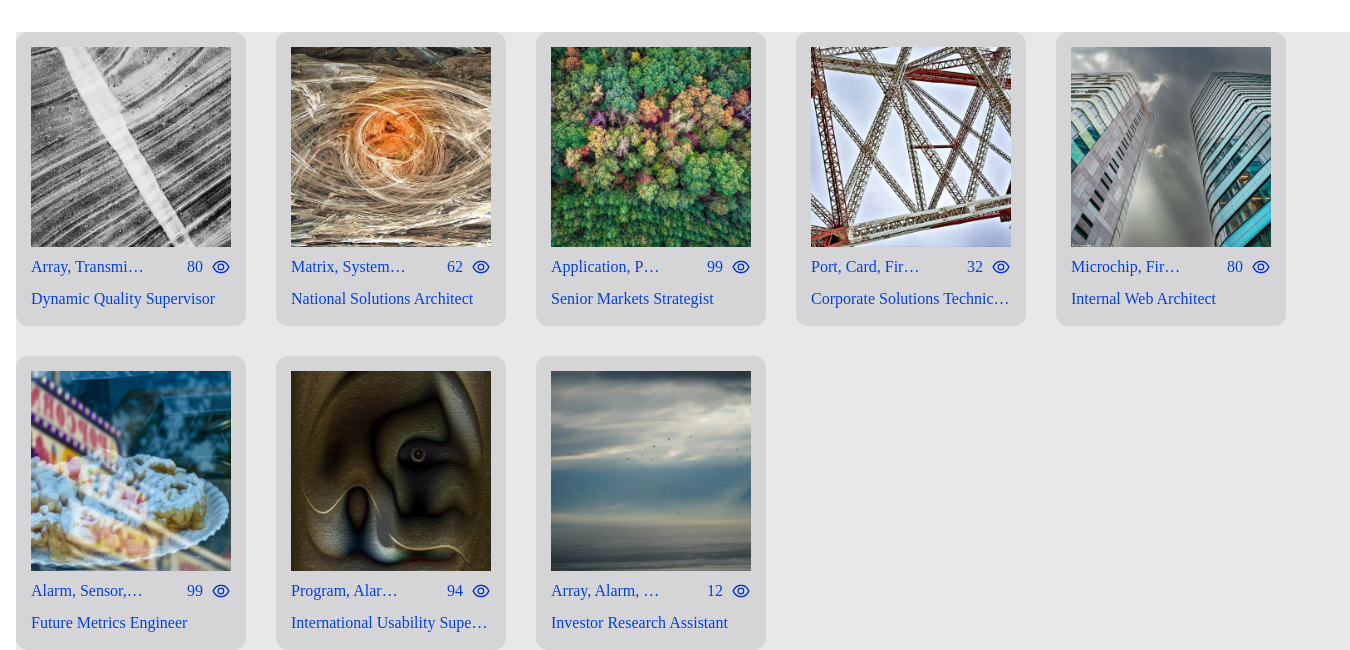 Array, Transmi… 80
Dynamic Quality Supervisor
Matrix, System… 62
National Solutions Architect
Application, P… 99
Senior Markets Strategist
Port, Card, Fir… 32
Corporate Solutions Technic…
Microchip, Fir… 80
Internal Web Architect
POPCORN
Alarm, Sensor,… 99
Future Metrics Engineer
Program, Alar… 94
International Usability Supe…
Array, Alarm, … 12
Investor Research Assistant